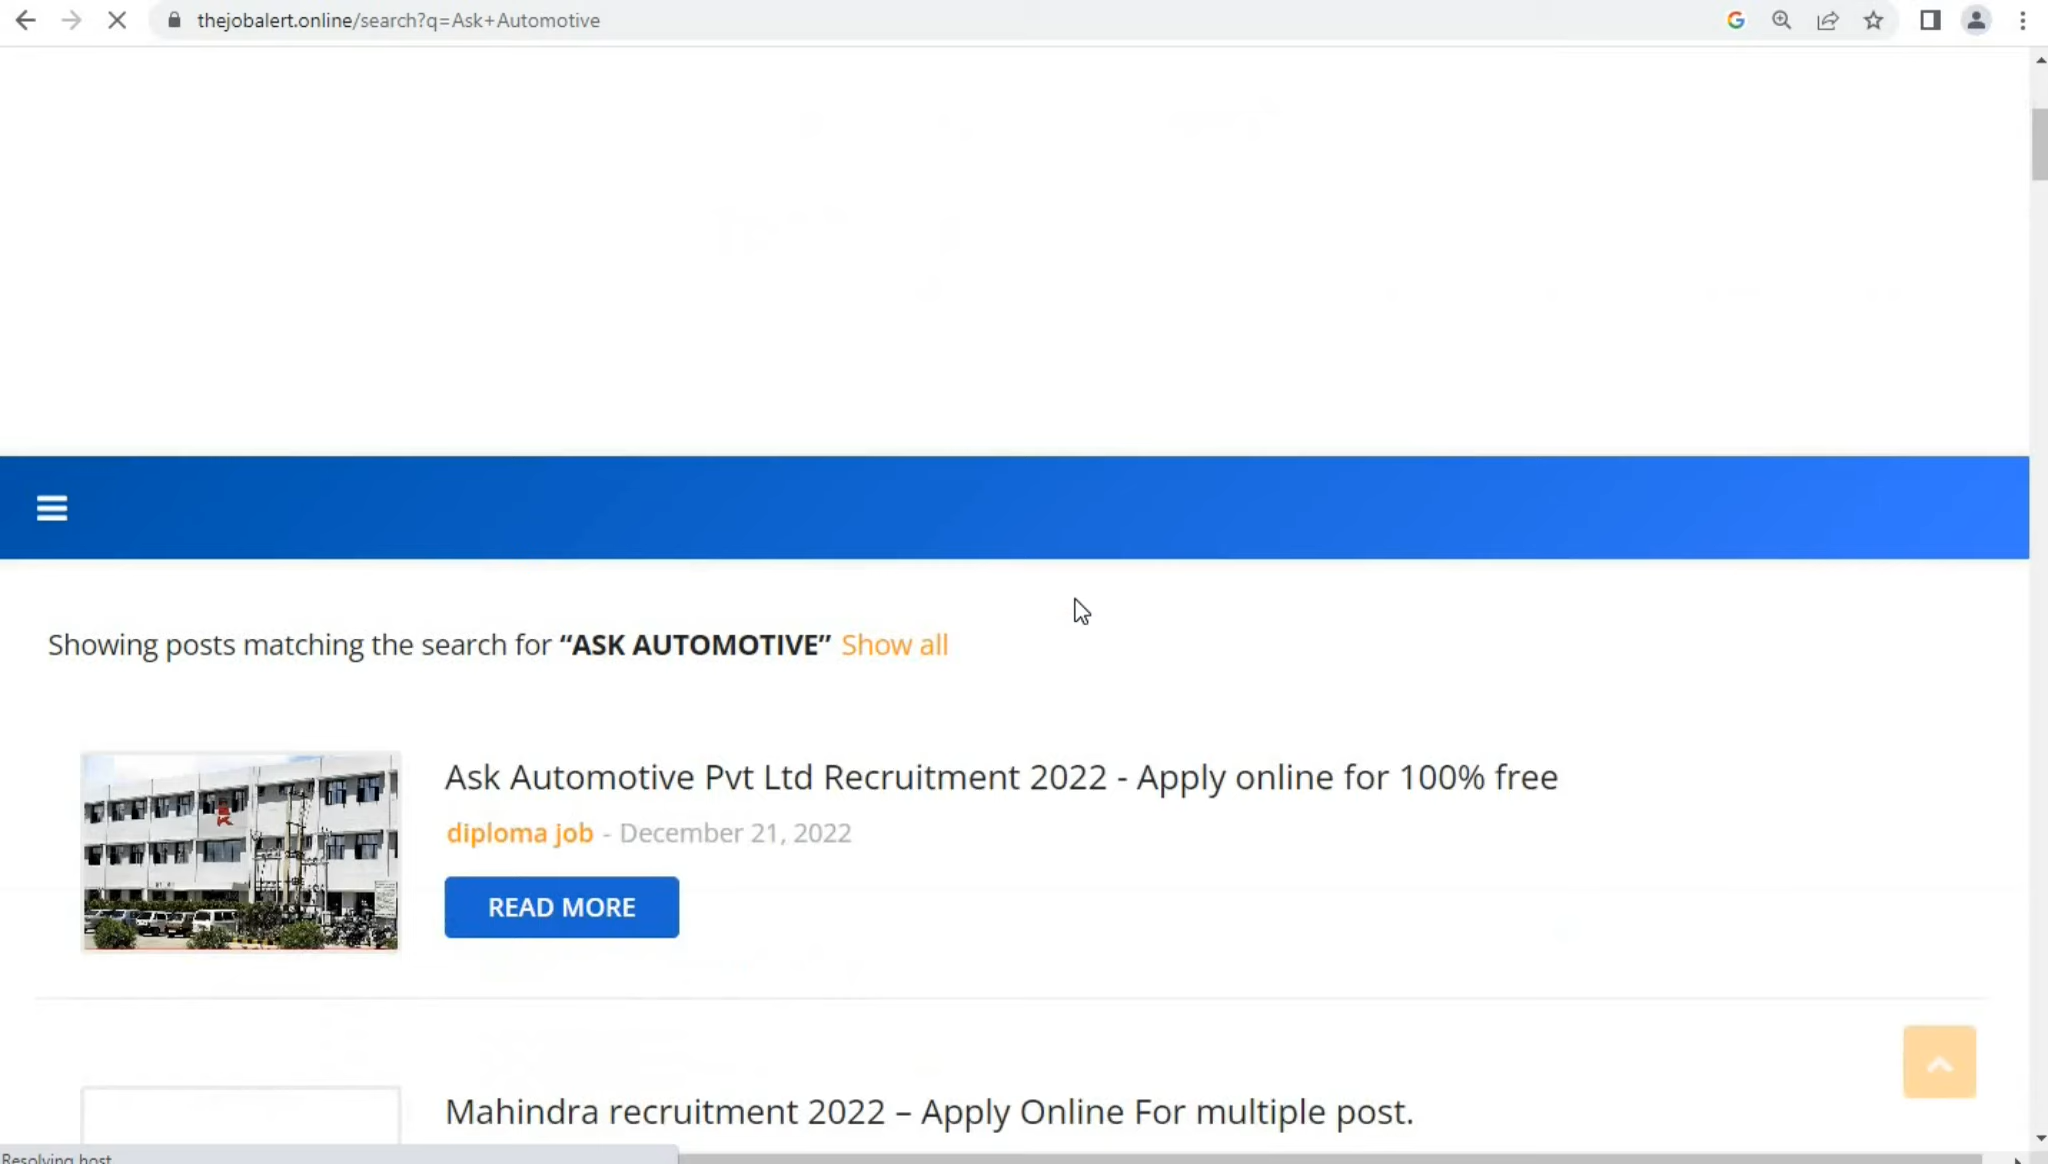 thejobalert.online/search?q=Ask+Automotive
Showing posts matching the search for “ASK AUTOMOTIVE” Show all
Ask Automotive Pvt Ltd Recruitment 2022 - Apply online for 100% free
diploma job - December 21, 2022
READ MORE
Mahindra recruitment 2022 – Apply Online For multiple post.
Resolving host